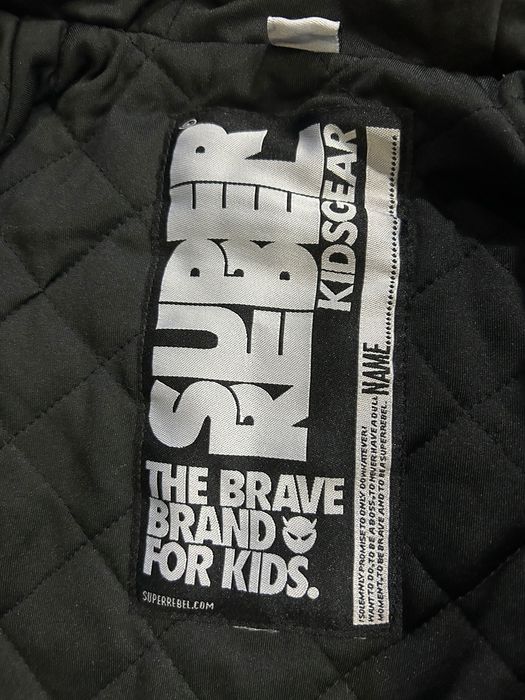 SUPER
REBEL
KIDSGEAR
THE BRAVE
BRAND
FOR KIDS.
SUPERREBEL.COM
NAME
I SOLEMNLY PROMISE TO ONLY DO WHATEVER I
WANT TO DO, TO BE A BOSS, TO NEVER HAVE A DULL
MOMENT, TO BE BRAVE AND TO BE A SUPERREBEL.